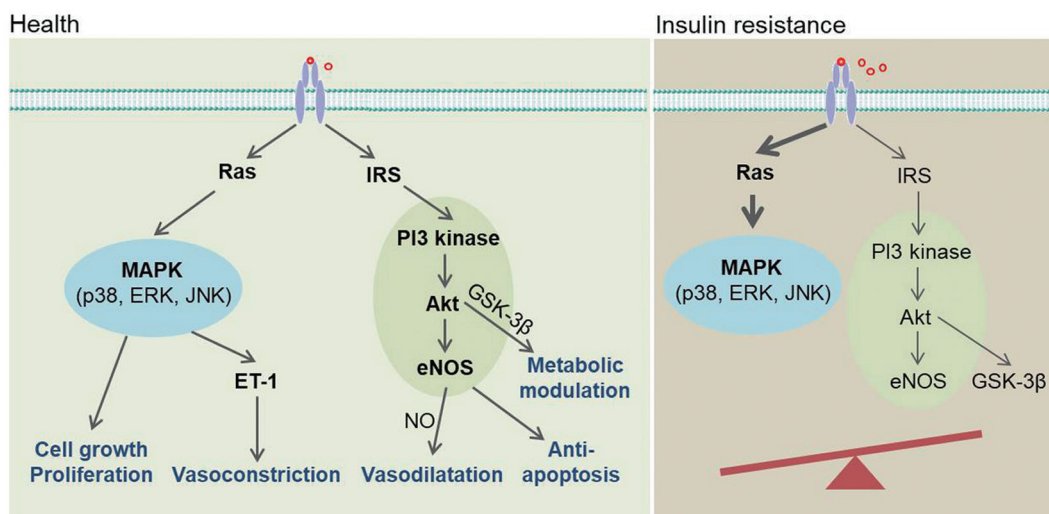 Health
Ras
IRS
MAPK
(p38, ERK, JNK)
PI3 kinase
Akt
GSK-3β
eNOS
Metabolic
modulation
ET-1
NO
Cell growth
Proliferation
Vasoconstriction
Vasodilatation
Anti-
apoptosis
Insulin resistance
Ras
IRS
MAPK
(p38, ERK, JNK)
PI3 kinase
Akt
eNOS
GSK-3β